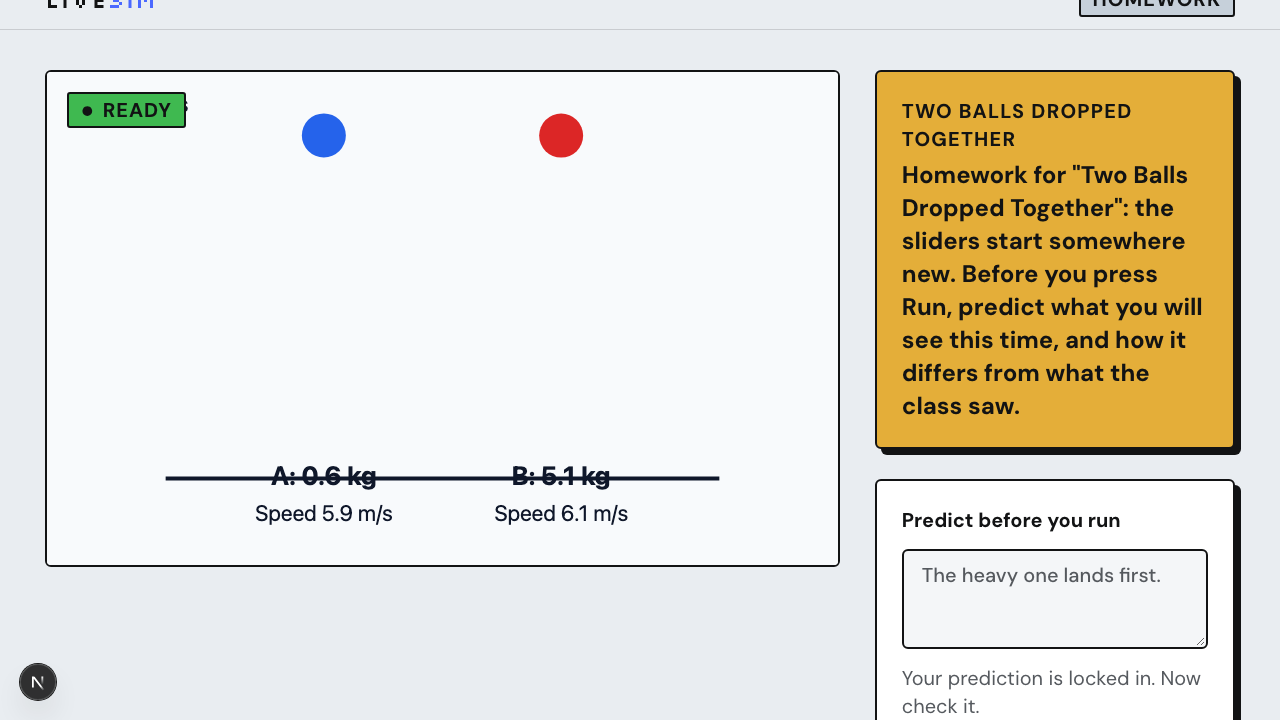 LIVESIM
HOMEWORK
READY
TWO BALLS DROPPED
TOGETHER
Homework for "Two Balls
Dropped Together": the
sliders start somewhere
new. Before you press
Run, predict what you will
see this time, and how it
differs from what the
class saw.
A: 0.6 kg
B: 5.1 kg
Speed 5.9 m/s
Speed 6.1 m/s
Predict before you run
The heavy one lands first.
Your prediction is locked in. Now
check it.
N